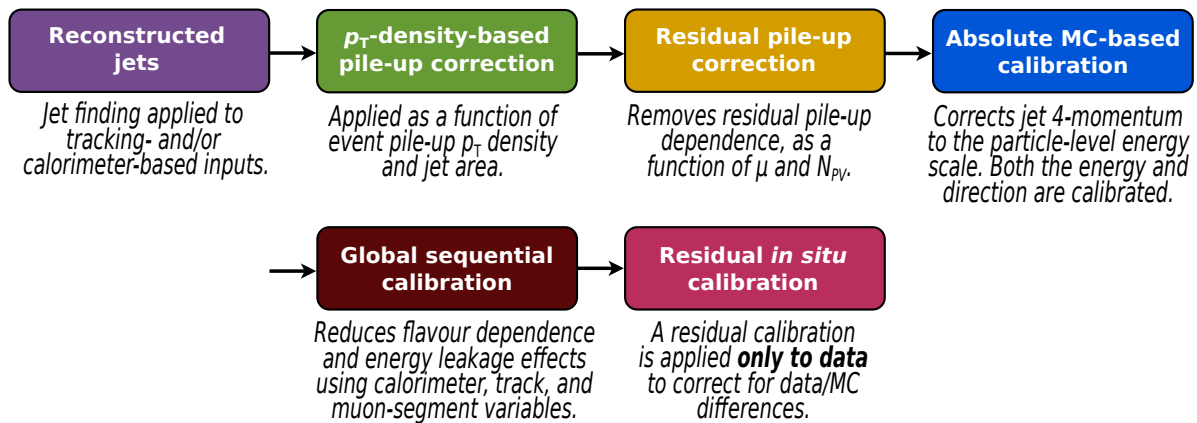 Reconstructed
jets
Jet finding applied to
tracking- and/or
calorimeter-based inputs.
pT-density-based
pile-up correction
Applied as a function of
event pile-up pT density
and jet area.
Residual pile-up
correction
Removes residual pile-up
dependence, as a
function of µ and NPV.
Absolute MC-based
calibration
Corrects jet 4-momentum
to the particle-level energy
scale. Both the energy and
direction are calibrated.
Global sequential
calibration
Reduces flavour dependence
and energy leakage effects
using calorimeter, track, and
muon-segment variables.
Residual in situ
calibration
A residual calibration
is applied only to data
to correct for data/MC
differences.